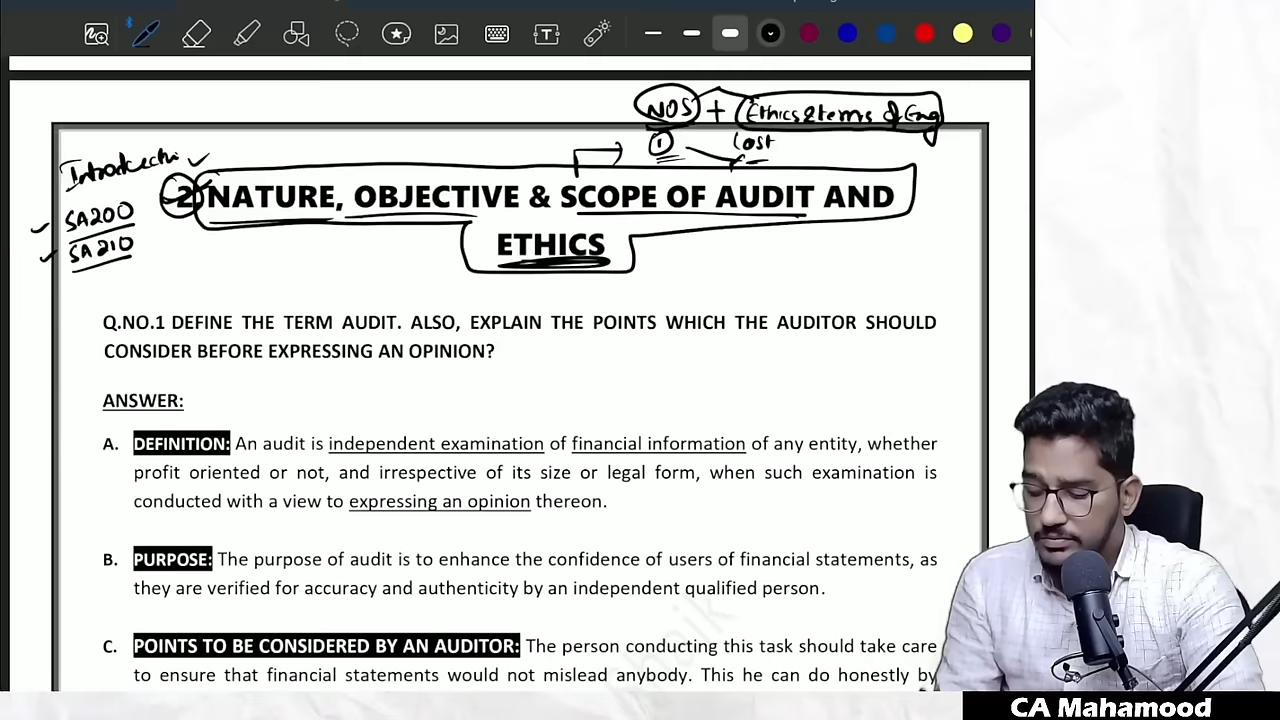 NOS + Ethics & terms of Eng
① Last
Introduction
SA200
SA210
2) NATURE, OBJECTIVE & SCOPE OF AUDIT AND
ETHICS
Q.NO.1 DEFINE THE TERM AUDIT. ALSO, EXPLAIN THE POINTS WHICH THE AUDITOR SHOULD
CONSIDER BEFORE EXPRESSING AN OPINION?
ANSWER:
A. DEFINITION: An audit is independent examination of financial information of any entity, whether
profit oriented or not, and irrespective of its size or legal form, when such examination is
conducted with a view to expressing an opinion thereon.
B. PURPOSE: The purpose of audit is to enhance the confidence of users of financial statements, as
they are verified for accuracy and authenticity by an independent qualified person.
C. POINTS TO BE CONSIDERED BY AN AUDITOR: The person conducting this task should take care
to ensure that financial statements would not mislead anybody. This he can do honestly by
CA Mahamood